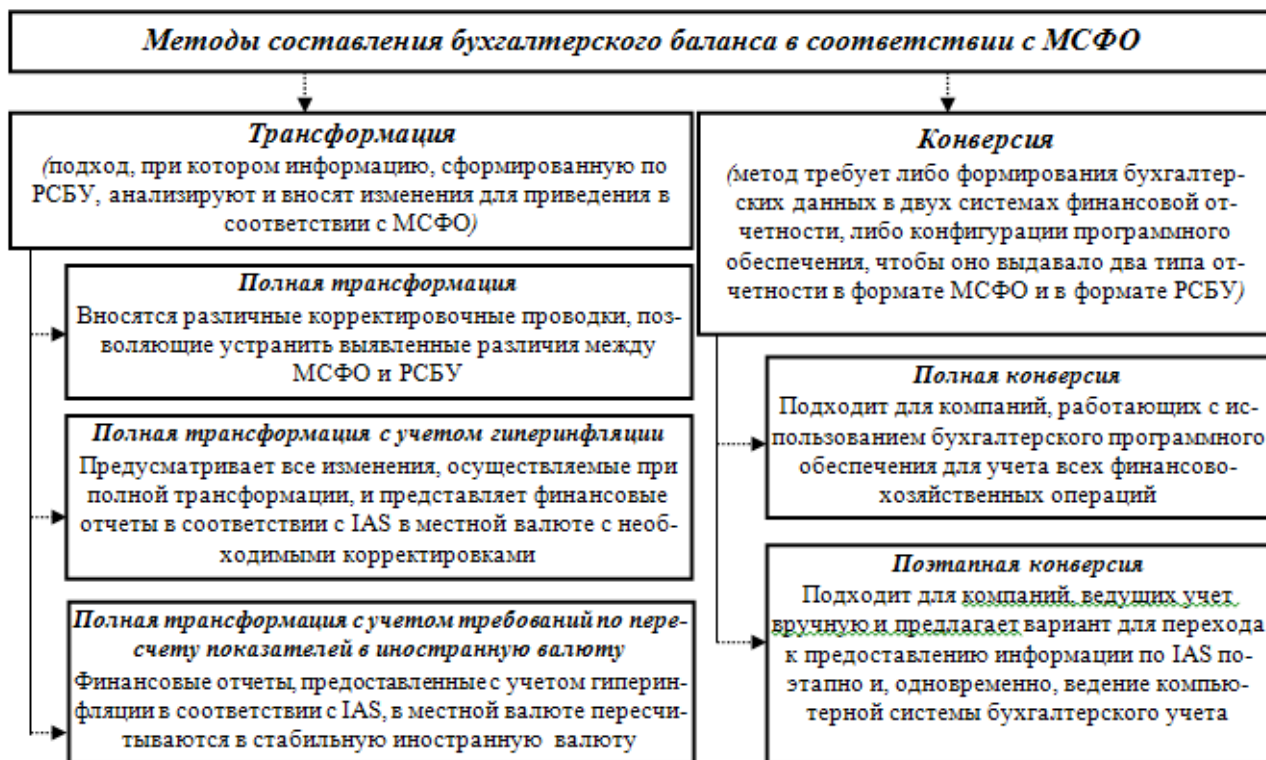 Методы составления бухгалтерского баланса в соответствии с МСФО
Трансформация
(подход, при котором информацию, сформированную по
РСБУ, анализируют и вносят изменения для приведения в
соответствии с МСФО)
Полная трансформация
Вносятся различные корректировочные проводки, поз-
воляющие устранить выявленные различия между
МСФО и РСБУ
Полная трансформация с учетом гиперинфляции
Предусматривает все изменения, осуществляемые при
полной трансформации, и представляет финансовые
отчеты в соответствии с IAS в местной валюте с необ-
ходимыми корректировками
Полная трансформация с учетом требований по пере-
счету показателей в иностранную валюту
Финансовые отчеты, предоставленные с учетом гиперин-
фляции в соответствии с IAS, в местной валюте пересчи-
тываются в стабильную иностранную валюту
Конверсия
(метод требует либо формирования бухгалтер-
ских данных в двух системах финансовой от-
четности, либо конфигурации программного
обеспечения, чтобы оно выдавало два типа от-
четности в формате МСФО и в формате РСБУ)
Полная конверсия
Подходит для компаний, работающих с ис-
пользованием бухгалтерского программного
обеспечения для учета всех финансово-
хозяйственных операций
Поэтапная конверсия
Подходит для компаний, ведущих учет
вручную и предлагает вариант для перехода
к предоставлению информации по IAS по-
этапно и, одновременно, ведение компью-
терной системы бухгалтерского учета